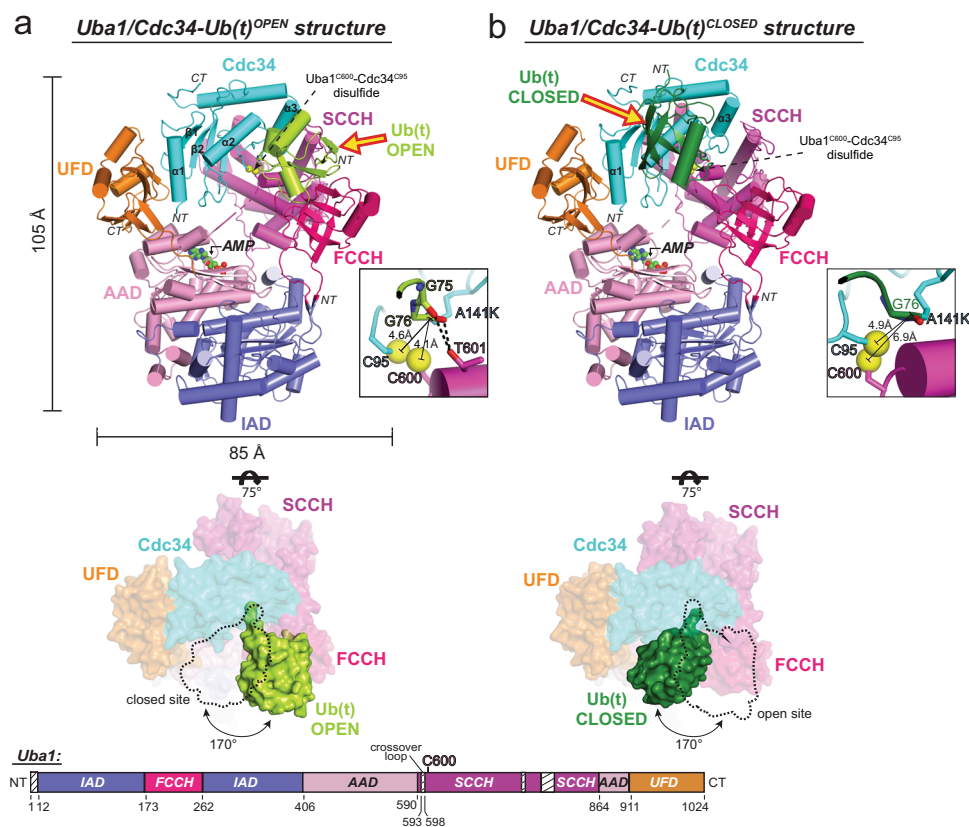 a
Uba1/Cdc34-Ub(t)OPEN structure
CT
Cdc34
Uba1C600-Cdc34C95
disulfide
α3
SCCH
β1
β2
α2
Ub(t)
OPEN
NT
α1
UFD
CT
NT
AMP
AAD
FCCH
NT
IAD
105 Å
85 Å
G75
G76
A141K
4.6Å
4.1Å
T601
C95
C600
75°
SCCH
Cdc34
UFD
FCCH
closed site
Ub(t)
OPEN
170°
b
Uba1/Cdc34-Ub(t)CLOSED structure
NT
CT
Cdc34
Ub(t)
CLOSED
SCCH
α3
Uba1C600-Cdc34C95
disulfide
α1
UFD
NT
CT
AMP
AAD
FCCH
NT
IAD
G76
A141K
4.9Å
6.9Å
C95
C600
75°
SCCH
Cdc34
UFD
FCCH
Ub(t)
CLOSED
open site
170°
Uba1:
crossover
loop
C600
NT IAD FCCH IAD AAD SCCH SCCH AAD UFD CT
1 12 173 262 406 590 864 911 1024
593 598